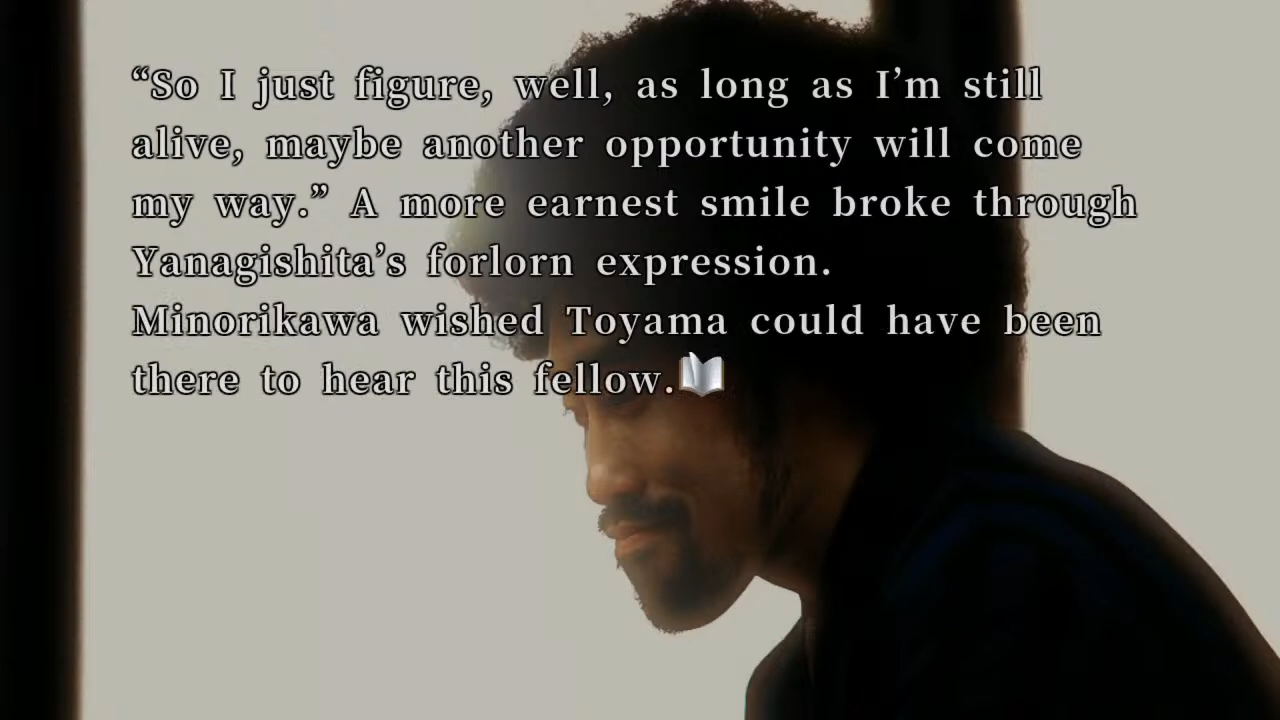 “So I just figure, well, as long as I’m still
alive, maybe another opportunity will come
my way.” A more earnest smile broke through
Yanagishita’s forlorn expression.
Minorikawa wished Toyama could have been
there to hear this fellow.